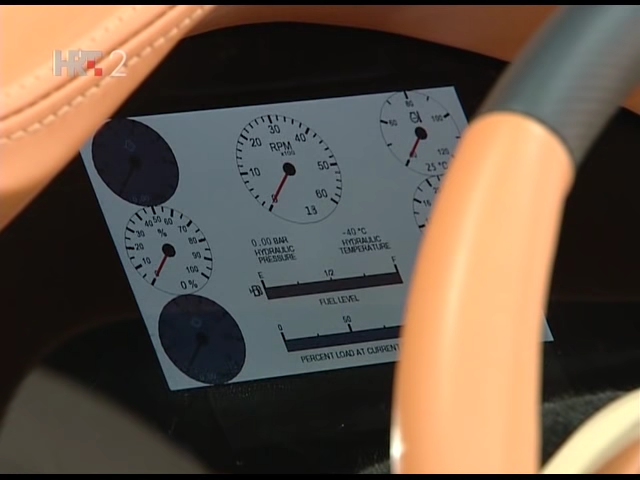 HRT 2
0 10 20 30 40 50 60
RPM
x100
13
60 80 100 120
25 °C
0 10 20 30 40 50 60 70 80 90 100
%
0 %
0.00 BAR
HYDRAULIC
PRESSURE
-40 °C
HYDRAULIC
TEMPERATURE
E 1/2 F
FUEL LEVEL
0 50
PERCENT LOAD AT CURRENT